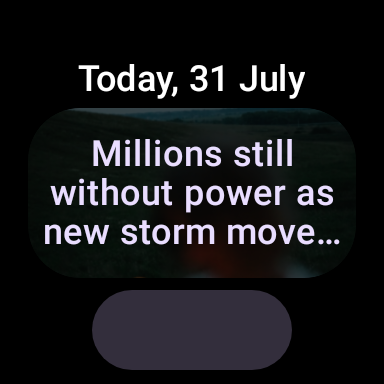 Today, 31 July
Millions still
without power as
new storm move…